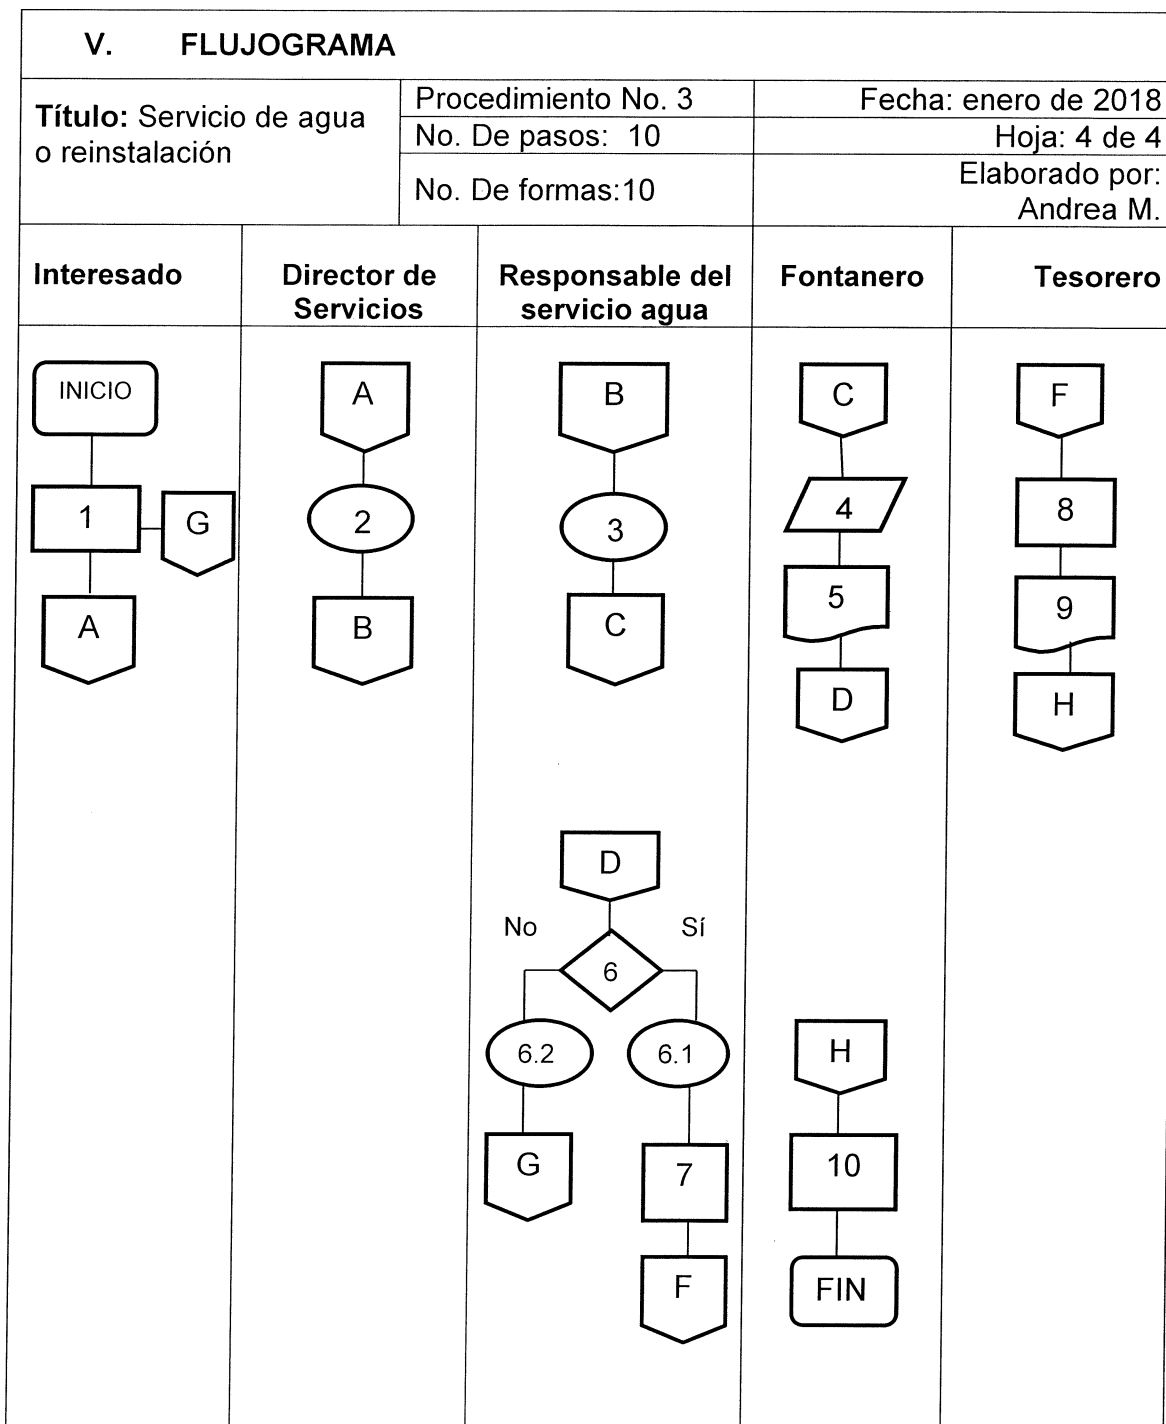 V. FLUJOGRAMA
Título: Servicio de agua
o reinstalación
Procedimiento No. 3
No. De pasos: 10
No. De formas:10
Fecha: enero de 2018
Hoja: 4 de 4
Elaborado por:
Andrea M.
Interesado
Director de
Servicios
Responsable del
servicio agua
Fontanero
Tesorero
INICIO
1
G
A
A
2
B
B
3
C
D
No
Sí
6
6.2
6.1
G
7
F
C
4
5
D
H
10
FIN
F
8
9
H